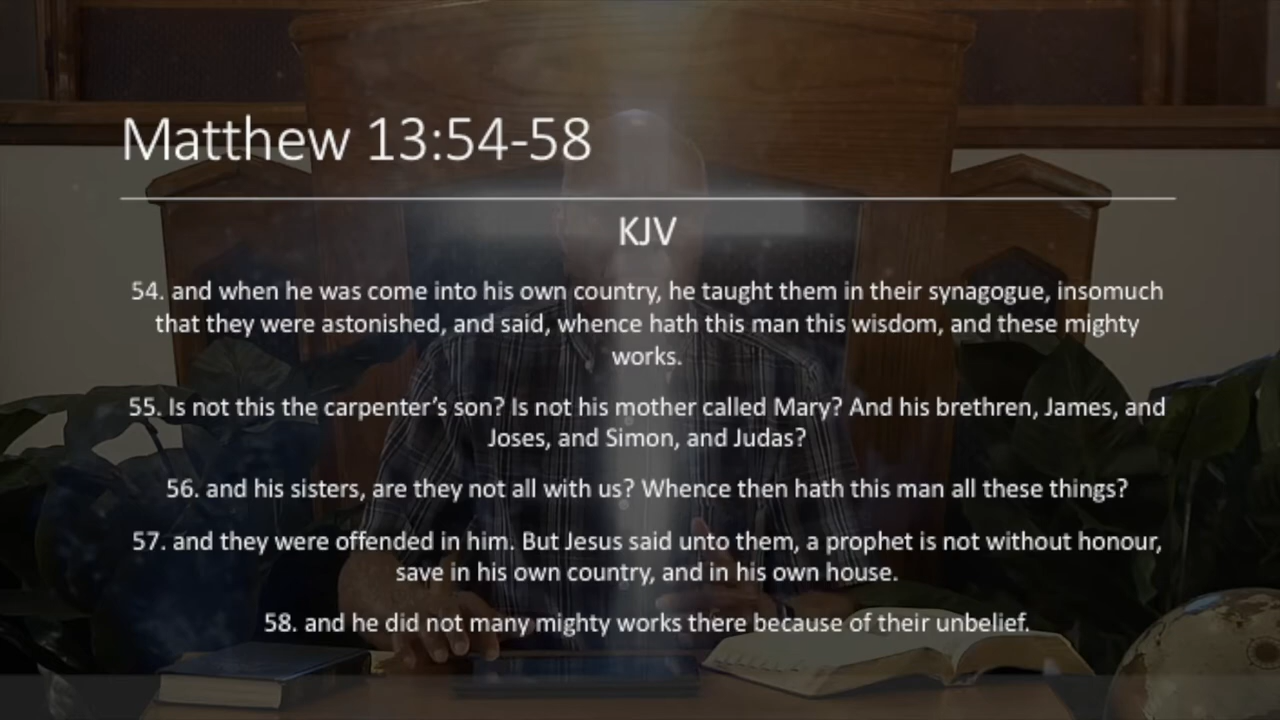 Matthew 13:54-58
KJV
54. and when he was come into his own country, he taught them in their synagogue, insomuch
that they were astonished, and said, whence hath this man this wisdom, and these mighty
works.
55. Is not this the carpenter’s son? Is not his mother called Mary? And his brethren, James, and
Joses, and Simon, and Judas?
56. and his sisters, are they not all with us? Whence then hath this man all these things?
57. and they were offended in him. But Jesus said unto them, a prophet is not without honour,
save in his own country, and in his own house.
58. and he did not many mighty works there because of their unbelief.